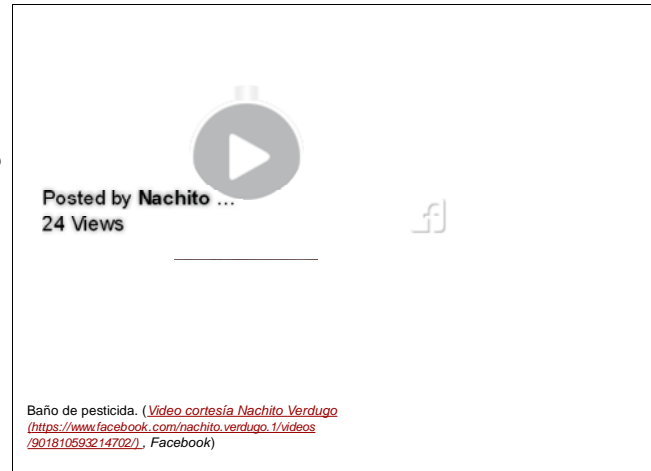 Posted by Nachito ...
24 Views
Baño de pesticida. (Video cortesía Nachito Verdugo
(https://www.facebook.com/nachito.verdugo.1/videos
/901810593214702/) , Facebook)